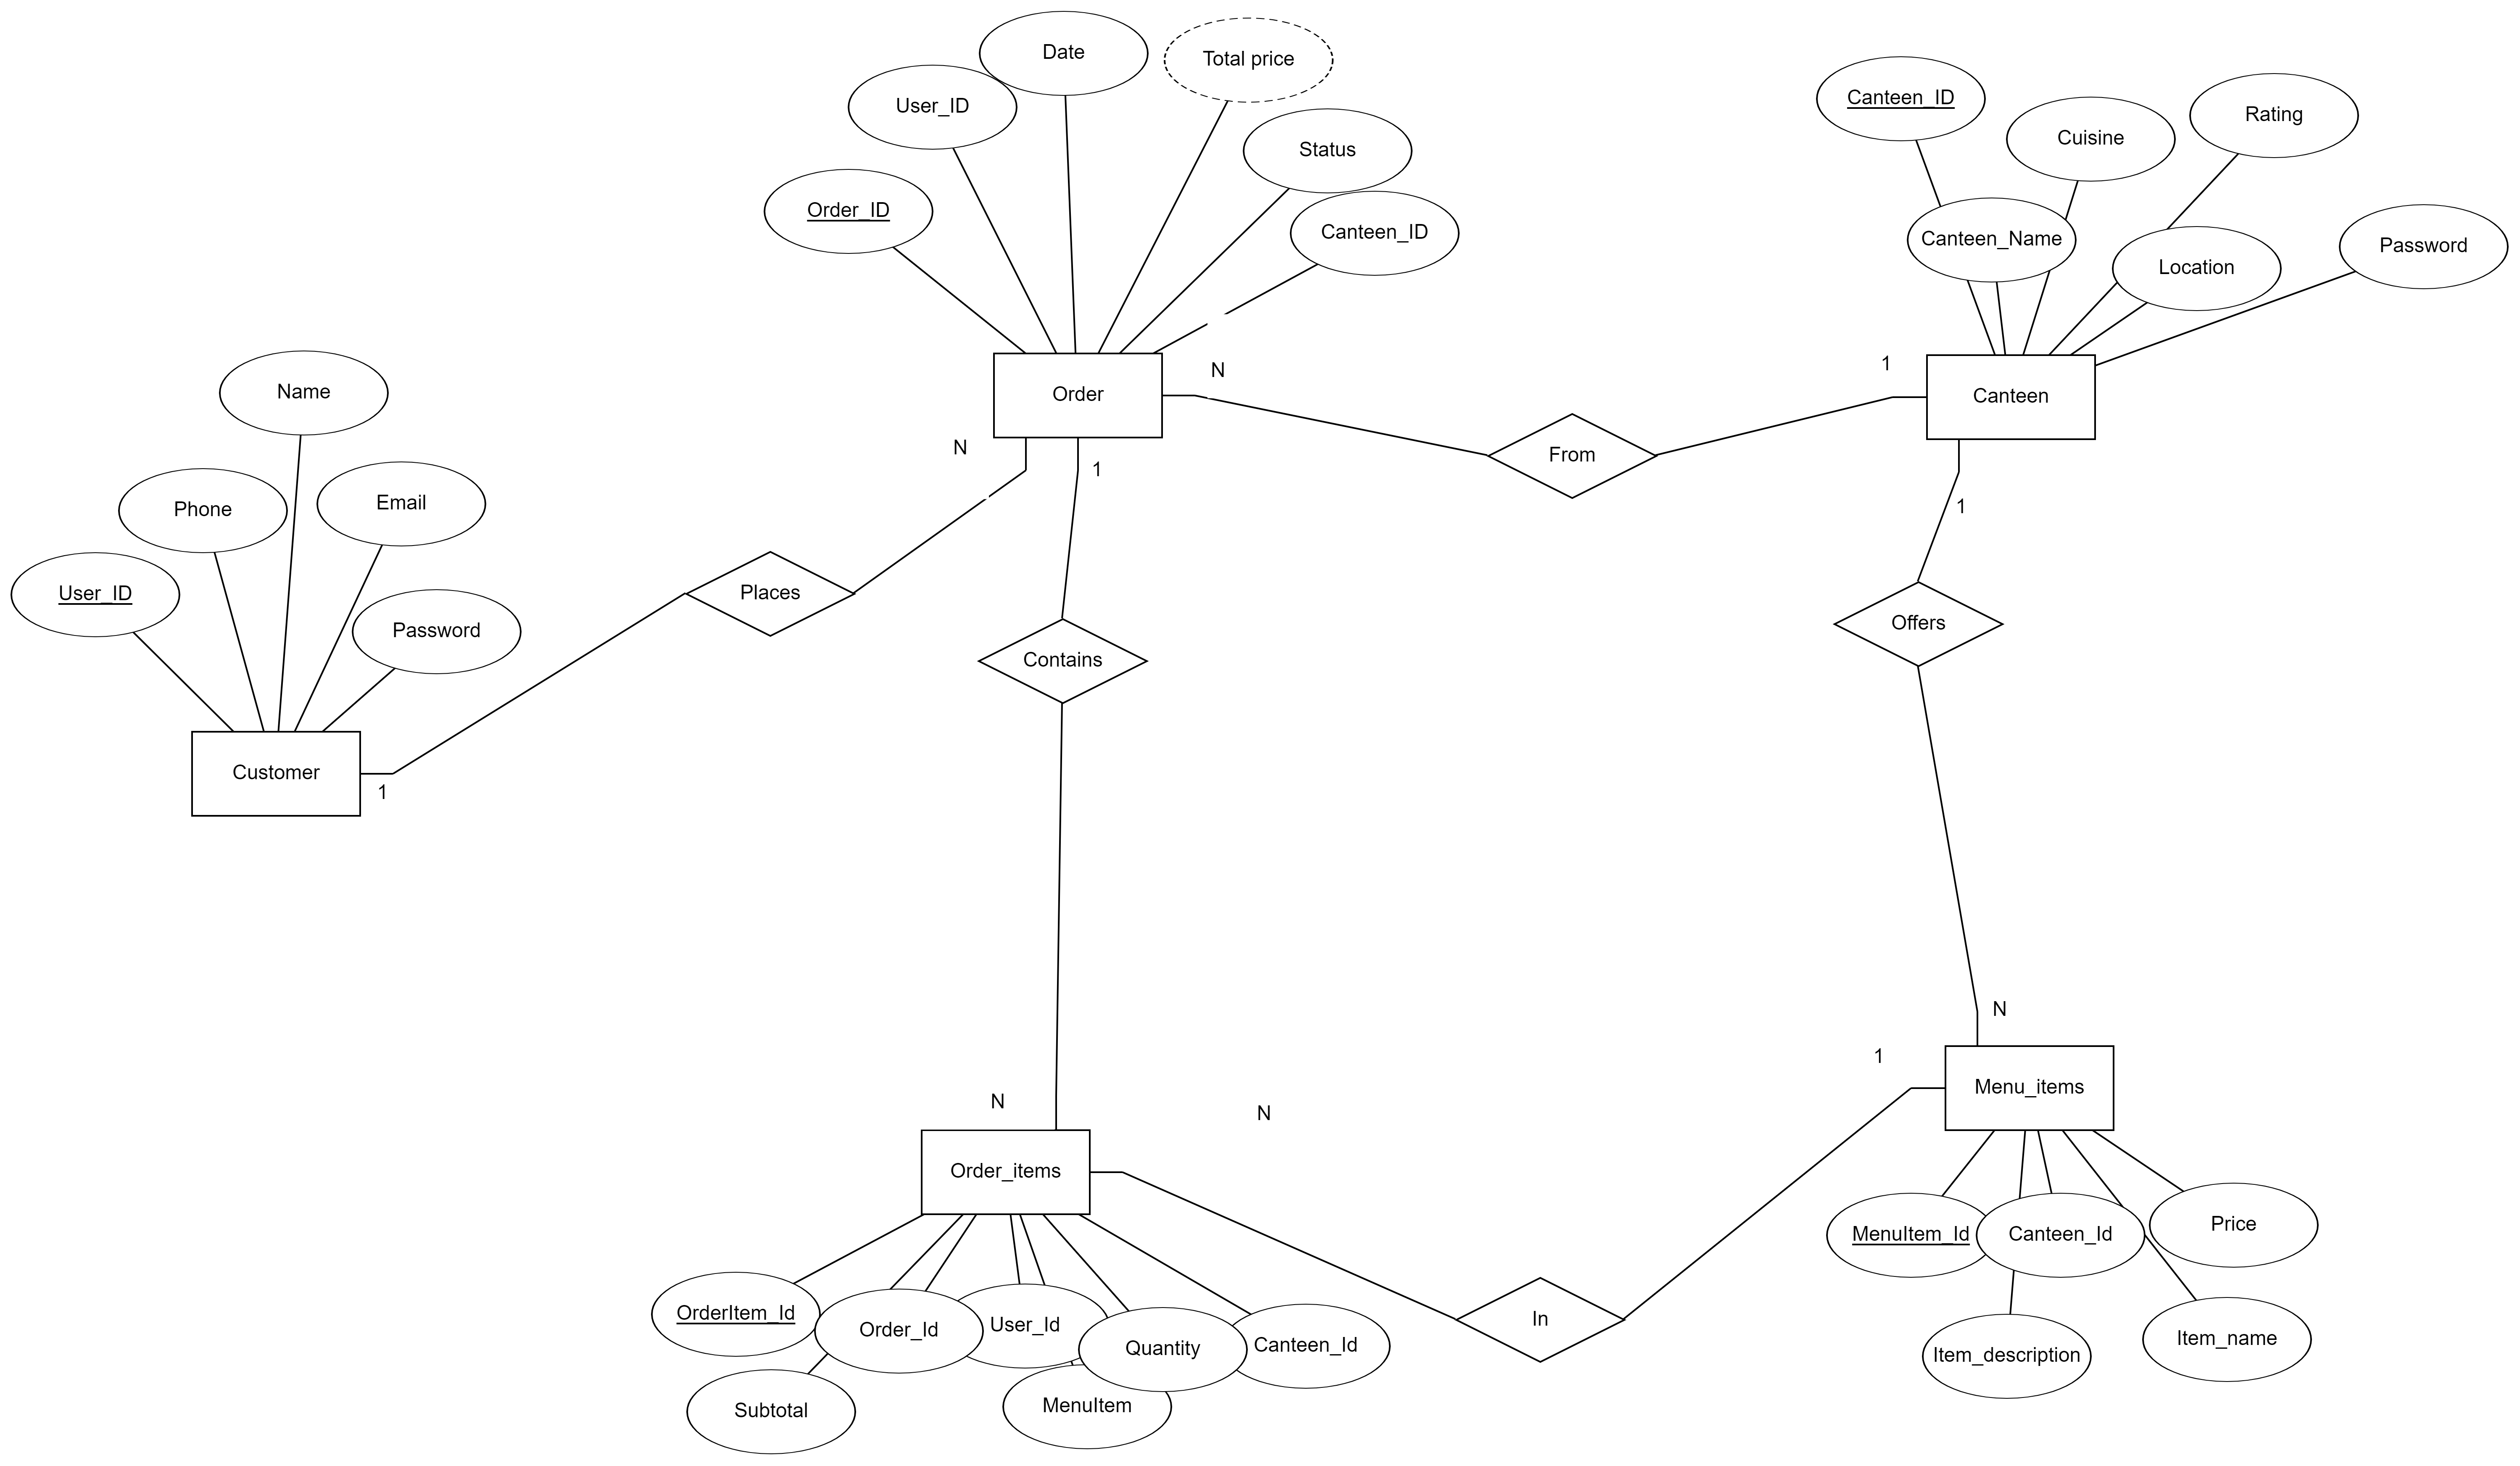 Date
Total price
User_ID
Status
Order_ID
Canteen_ID
Canteen_ID
Cuisine
Rating
Canteen_Name
Location
Password
Name
Phone
Email
User_ID
Password
Customer
1
Places
N
Order
N
1
From
1
Canteen
1
Contains
Offers
N
N
N
1
Order_items
Menu_items
In
OrderItem_Id
Order_Id
User_Id
Quantity
Canteen_Id
Subtotal
MenuItem
MenuItem_Id
Canteen_Id
Price
Item_description
Item_name